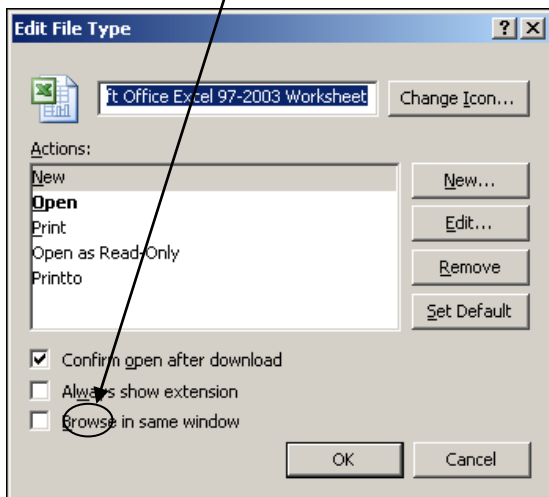 Edit File Type
ft Office Excel 97-2003 Worksheet
Change Icon...
Actions:
New
Open
Print
Open as Read-Only
Printto
New...
Edit...
Remove
Set Default
Confirm open after download
Always show extension
Browse in same window
OK
Cancel